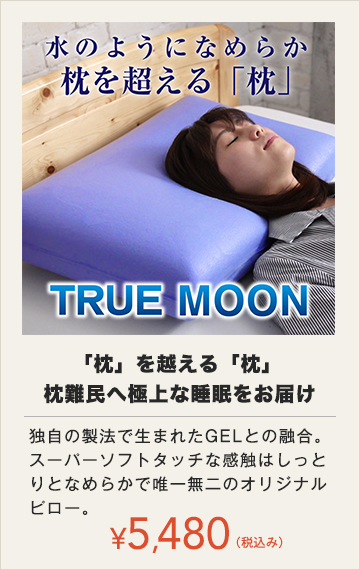 水のようになめらか
枕を超える「枕」
TRUE MOON
「枕」を越える「枕」
枕難民へ極上な睡眠をお届け
独自の製法で生まれたGELとの融合。
スーパーソフトタッチな感触はしっと
りとなめらかで唯一無二のオリジナル
ピロー。
¥5,480(税込み)